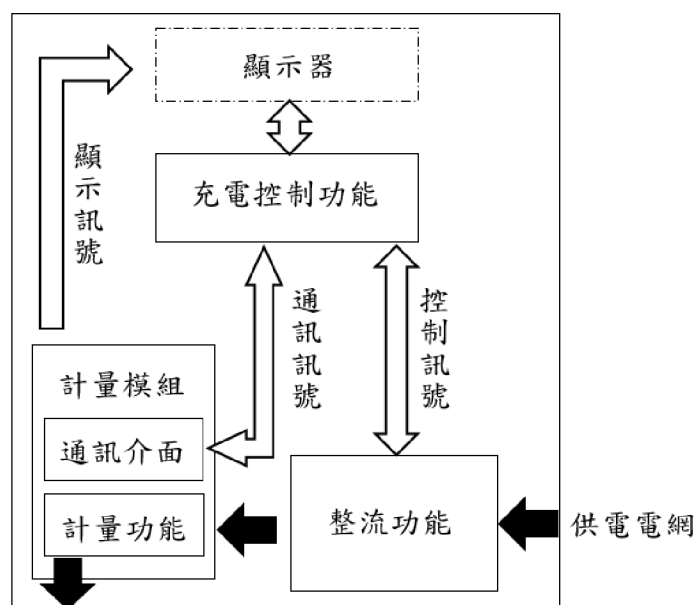 顯示器
顯示訊號
充電控制功能
通訊訊號
控制訊號
計量模組
通訊介面
計量功能
整流功能
供電電網